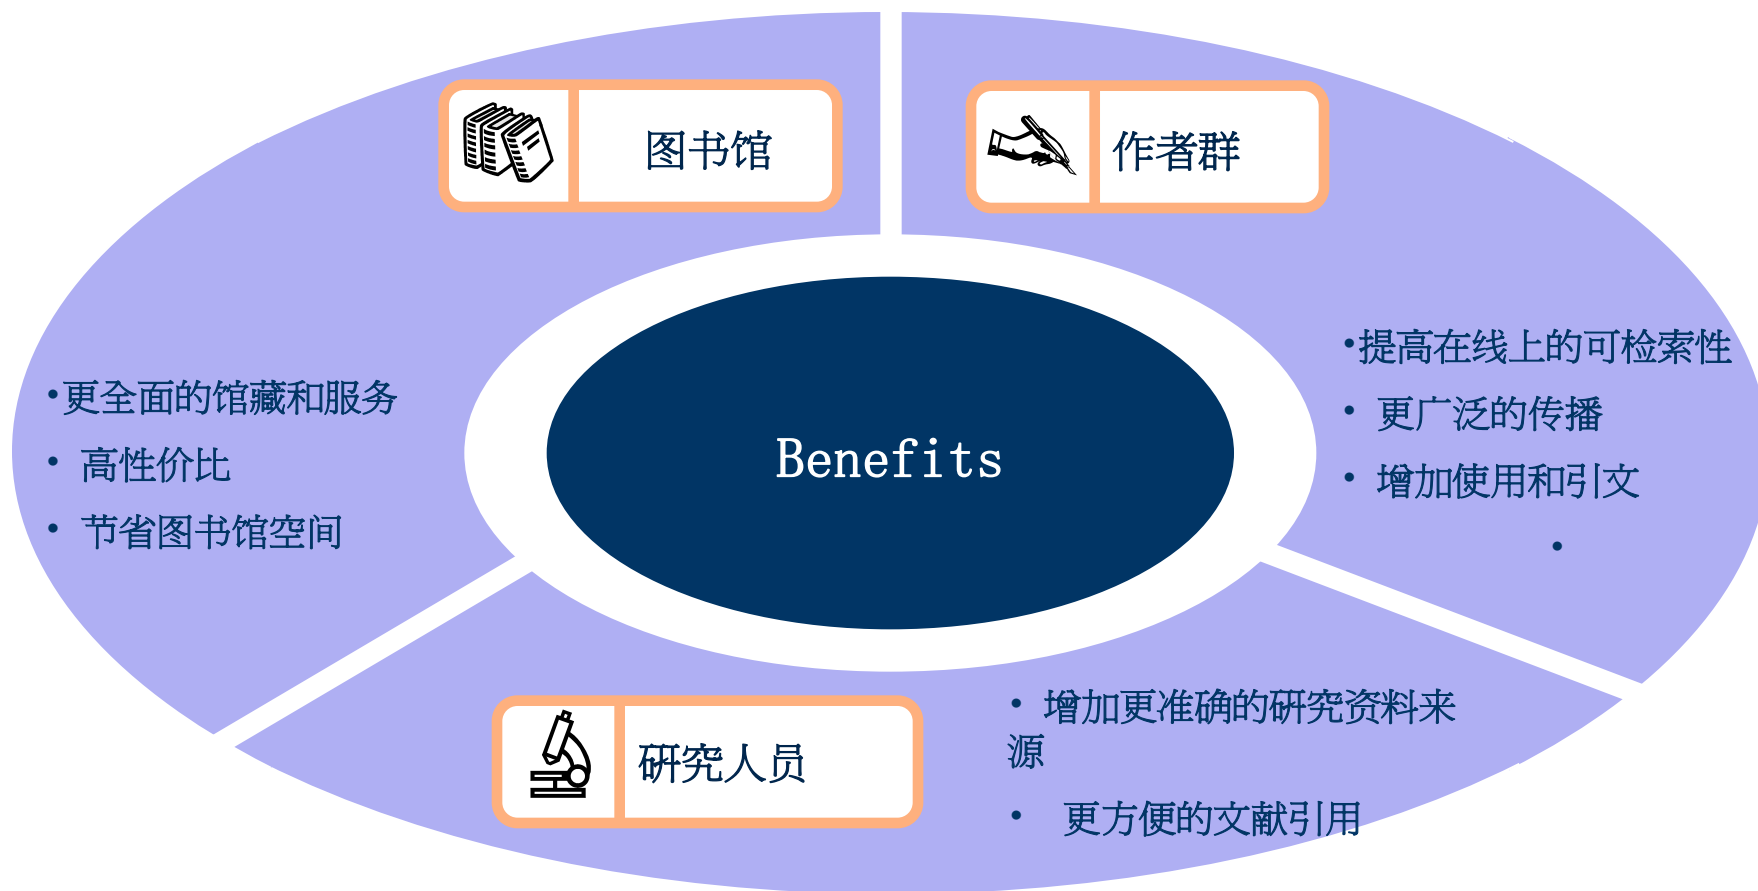 图书馆
作者群
•更全面的馆藏和服务
• 高性价比
• 节省图书馆空间
Benefits
•提高在线上的可检索性
• 更广泛的传播
• 增加使用和引文
•
研究人员
• 增加更准确的研究资料来
源
• 更方便的文献引用